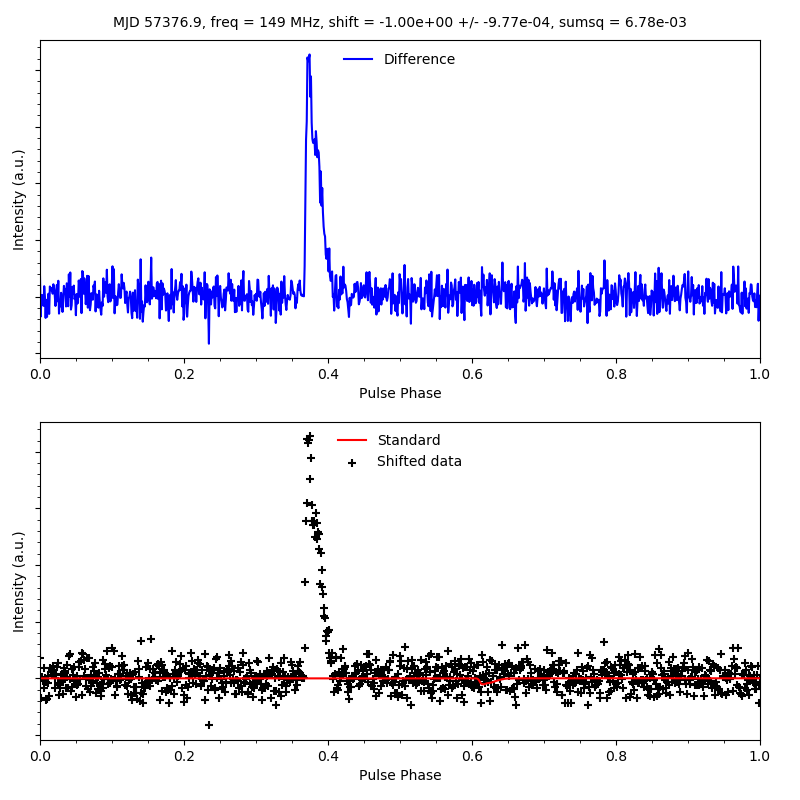 MJD 57376.9, freq = 149 MHz, shift = -1.00e+00 +/- -9.77e-04, sumsq = 6.78e-03
Difference
Intensity (a.u.)
0.0 0.2 0.4 0.6 0.8 1.0
Pulse Phase
Standard
Shifted data
Intensity (a.u.)
0.0 0.2 0.4 0.6 0.8 1.0
Pulse Phase